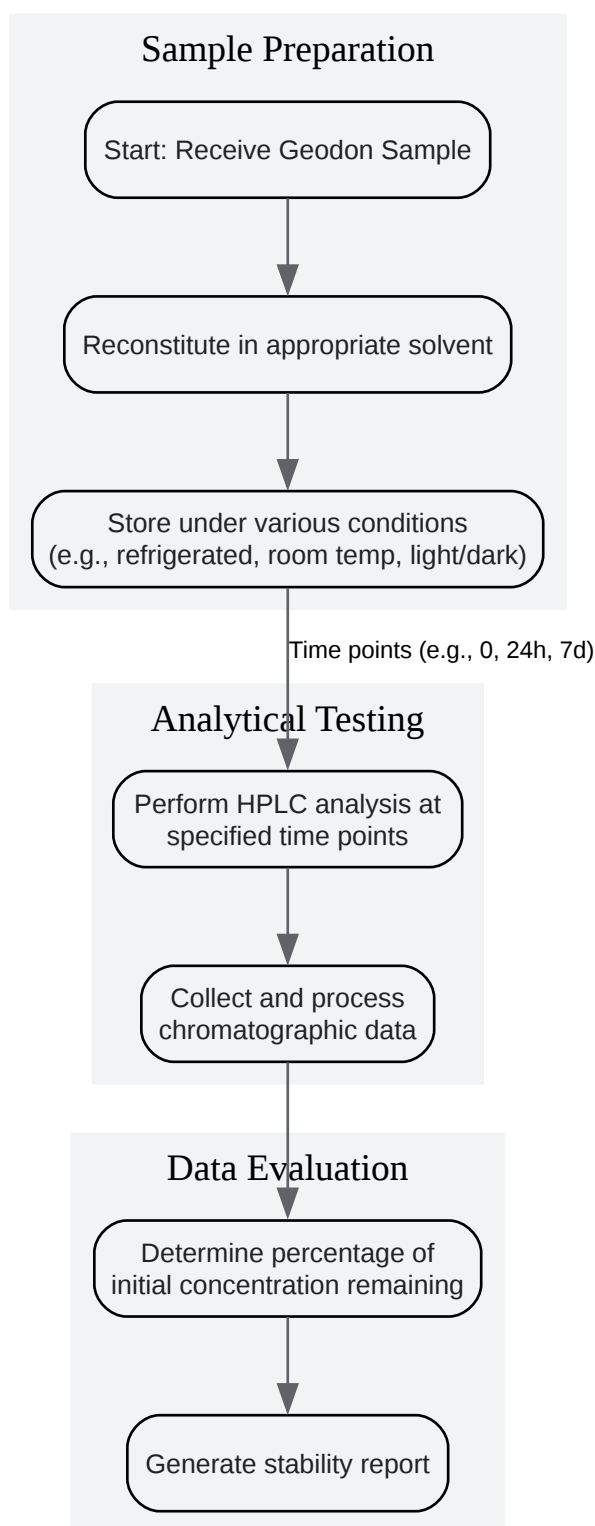 Sample Preparation
Start: Receive Geodon Sample
Reconstitute in appropriate solvent
Store under various conditions
(e.g., refrigerated, room temp, light/dark)
Time points (e.g., 0, 24h, 7d)
Analytical Testing
Perform HPLC analysis at
specified time points
Collect and process
chromatographic data
Data Evaluation
Determine percentage of
initial concentration remaining
Generate stability report